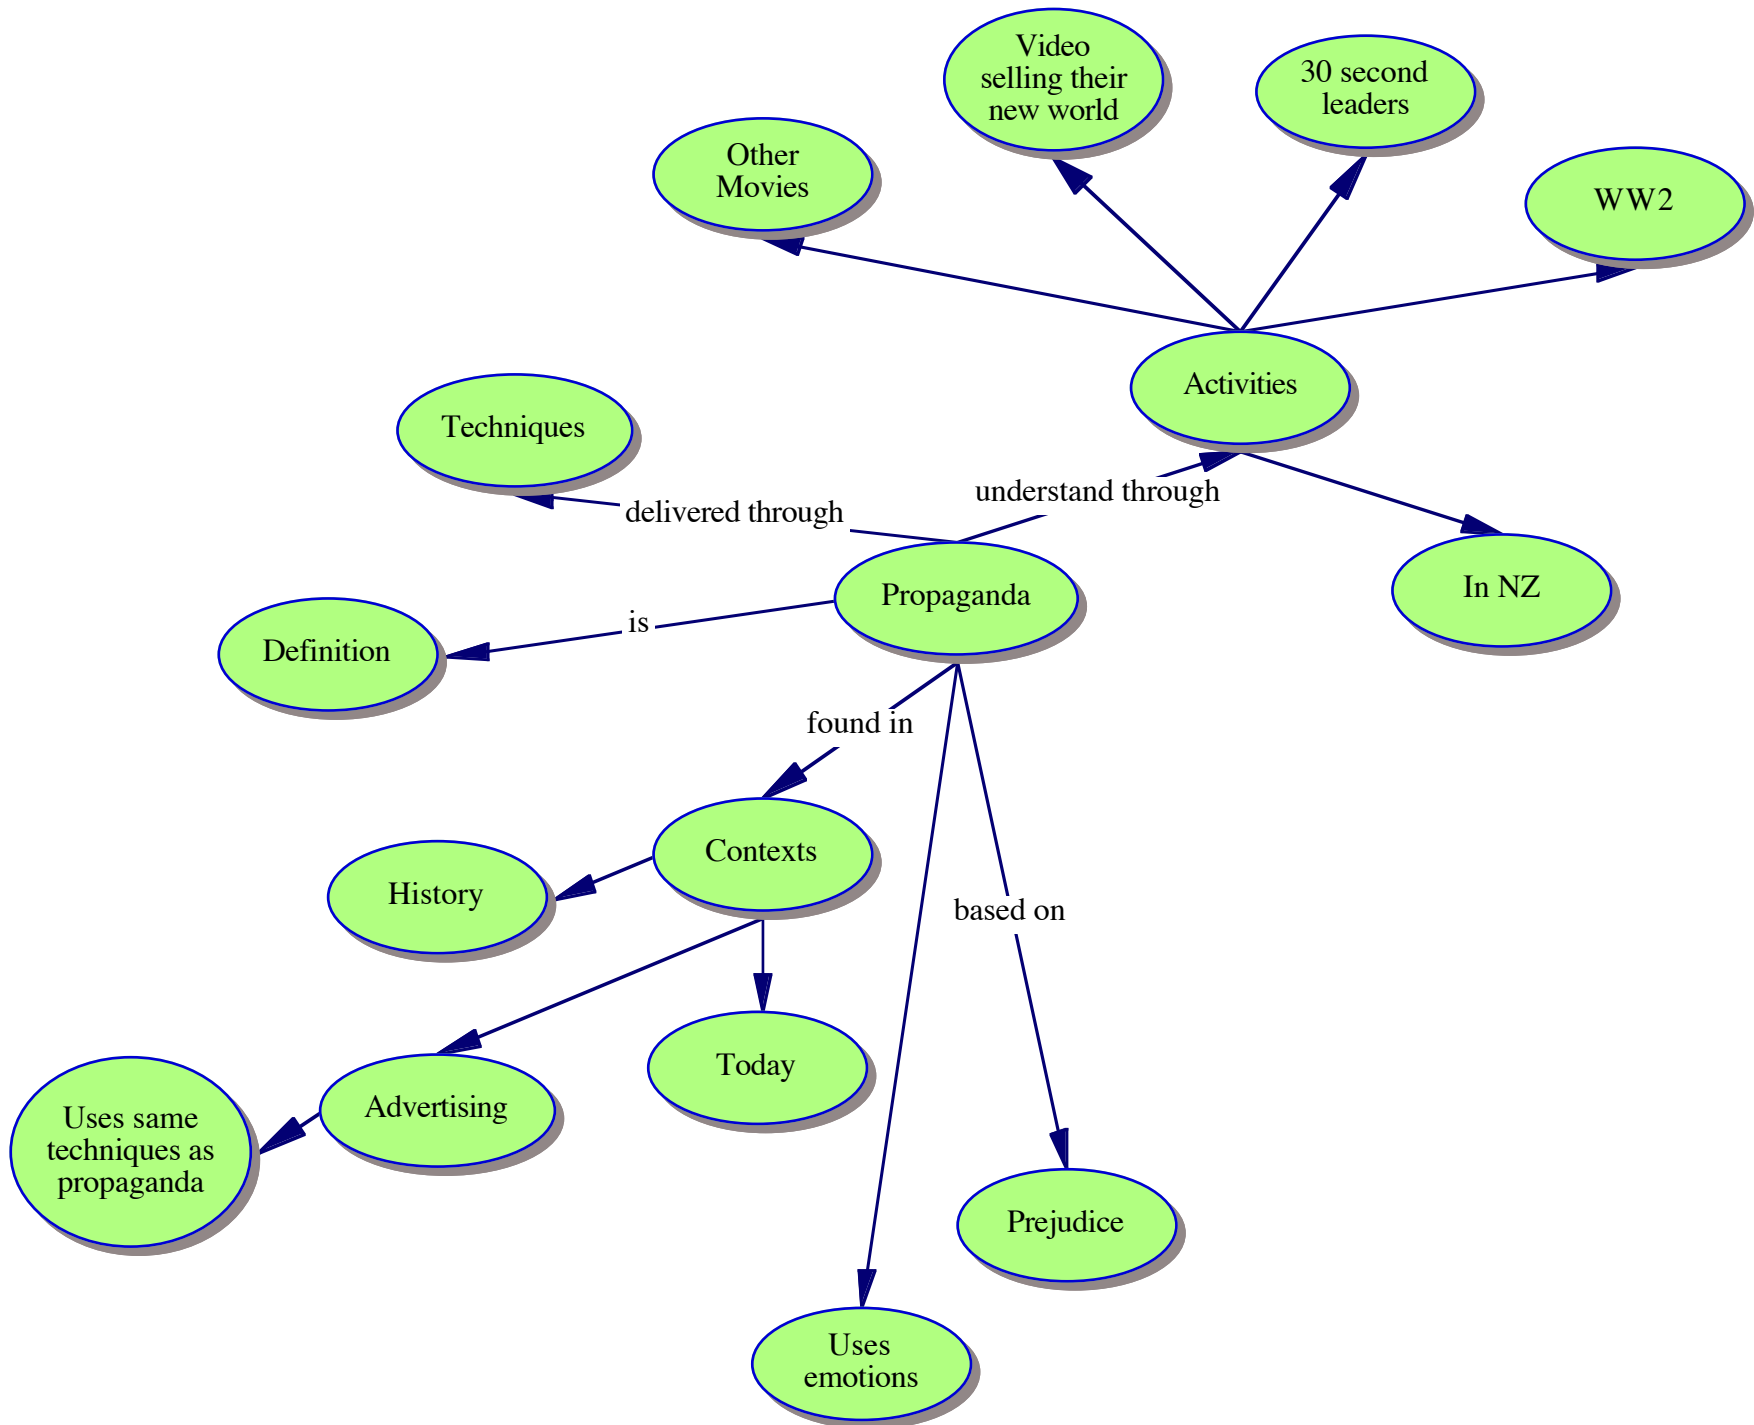 Video
selling their
new world
30 second
leaders
Other
Movies
WW2
Activities
Techniques
understand through
delivered through
Propaganda
In NZ
is
Definition
found in
Contexts
History
based on
Today
Advertising
Uses same
techniques as
propaganda
Prejudice
Uses
emotions